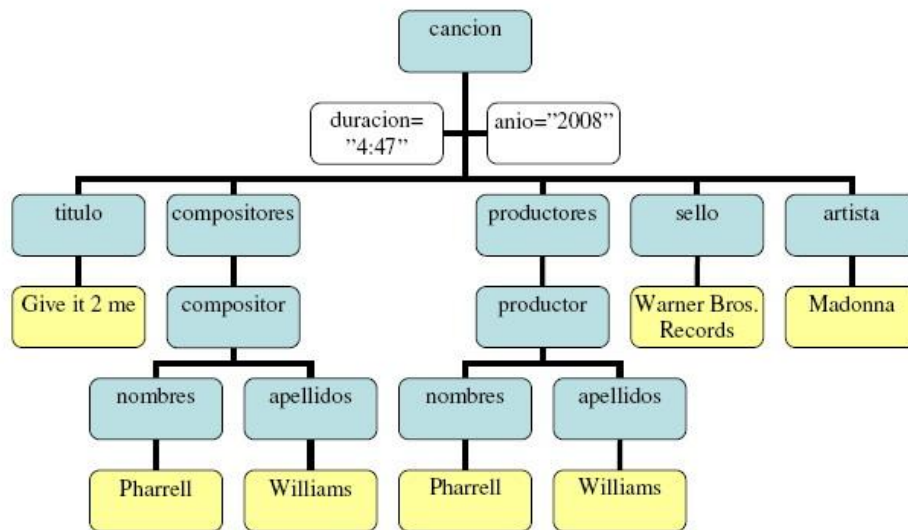 cancion
duracion=
”4:47”
anio=”2008”
titulo
compositores
productores
sello
artista
Give it 2 me
compositor
productor
Warner Bros.
Records
Madonna
nombres
apellidos
nombres
apellidos
Pharrell
Williams
Pharrell
Williams